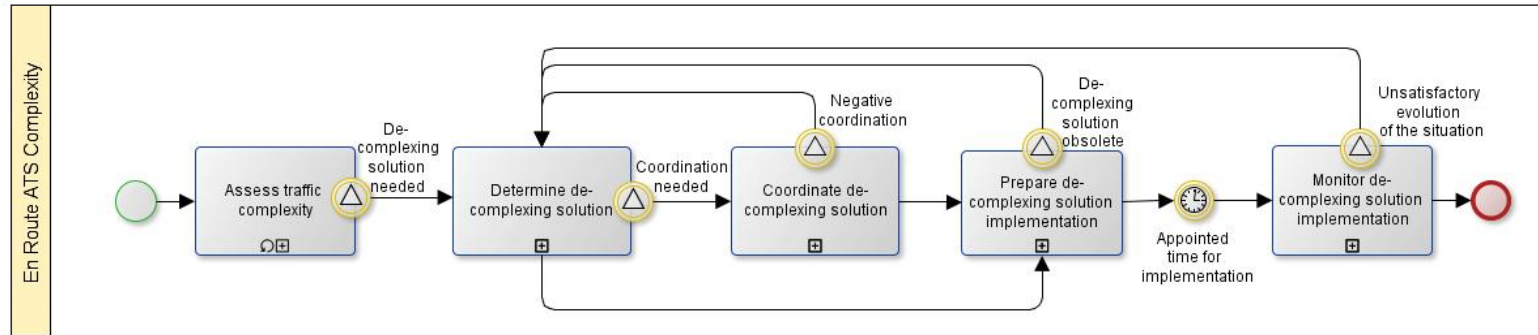 En Route ATS Complexity
Assess traffic
complexity
De-
complexing
solution
needed
Determine de-
complexing solution
Coordination
needed
Negative
coordination
Coordinate de-
complexing solution
De-
complexing
solution
obsolete
Prepare de-
complexing solution
implementation
Appointed
time for
implementation
Unsatisfactory
evolution
of the situation
Monitor de-
complexing solution
implementation